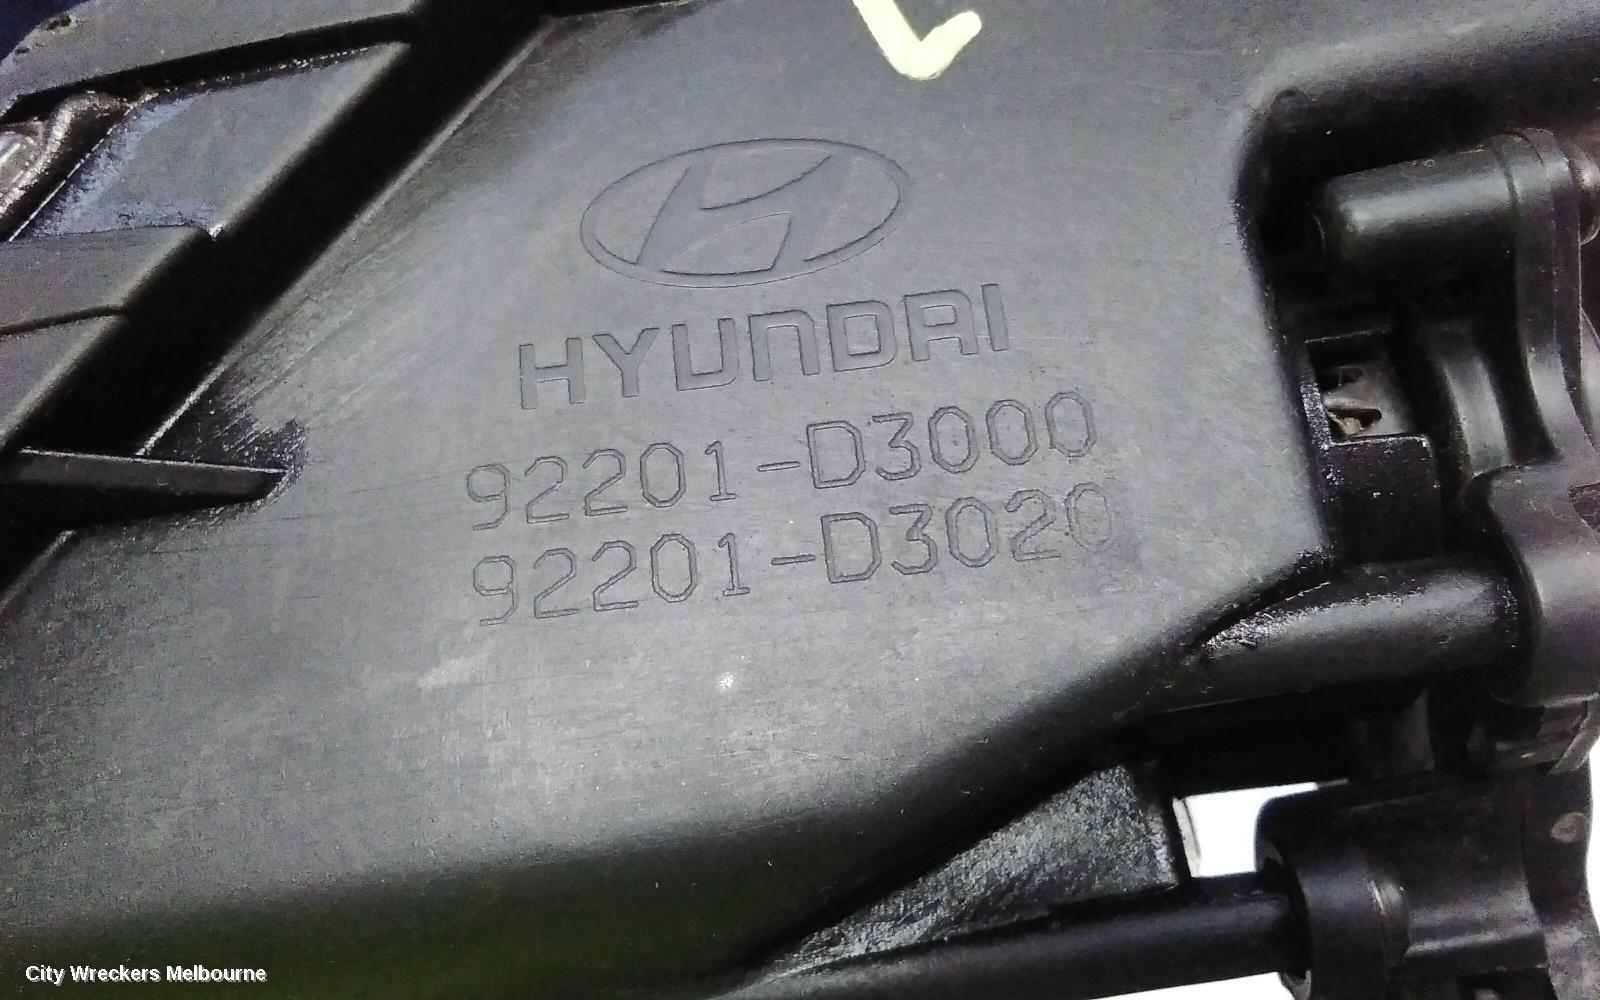 HYUNDAI
92201-D3000
92201-D3020
City Wreckers Melbourne